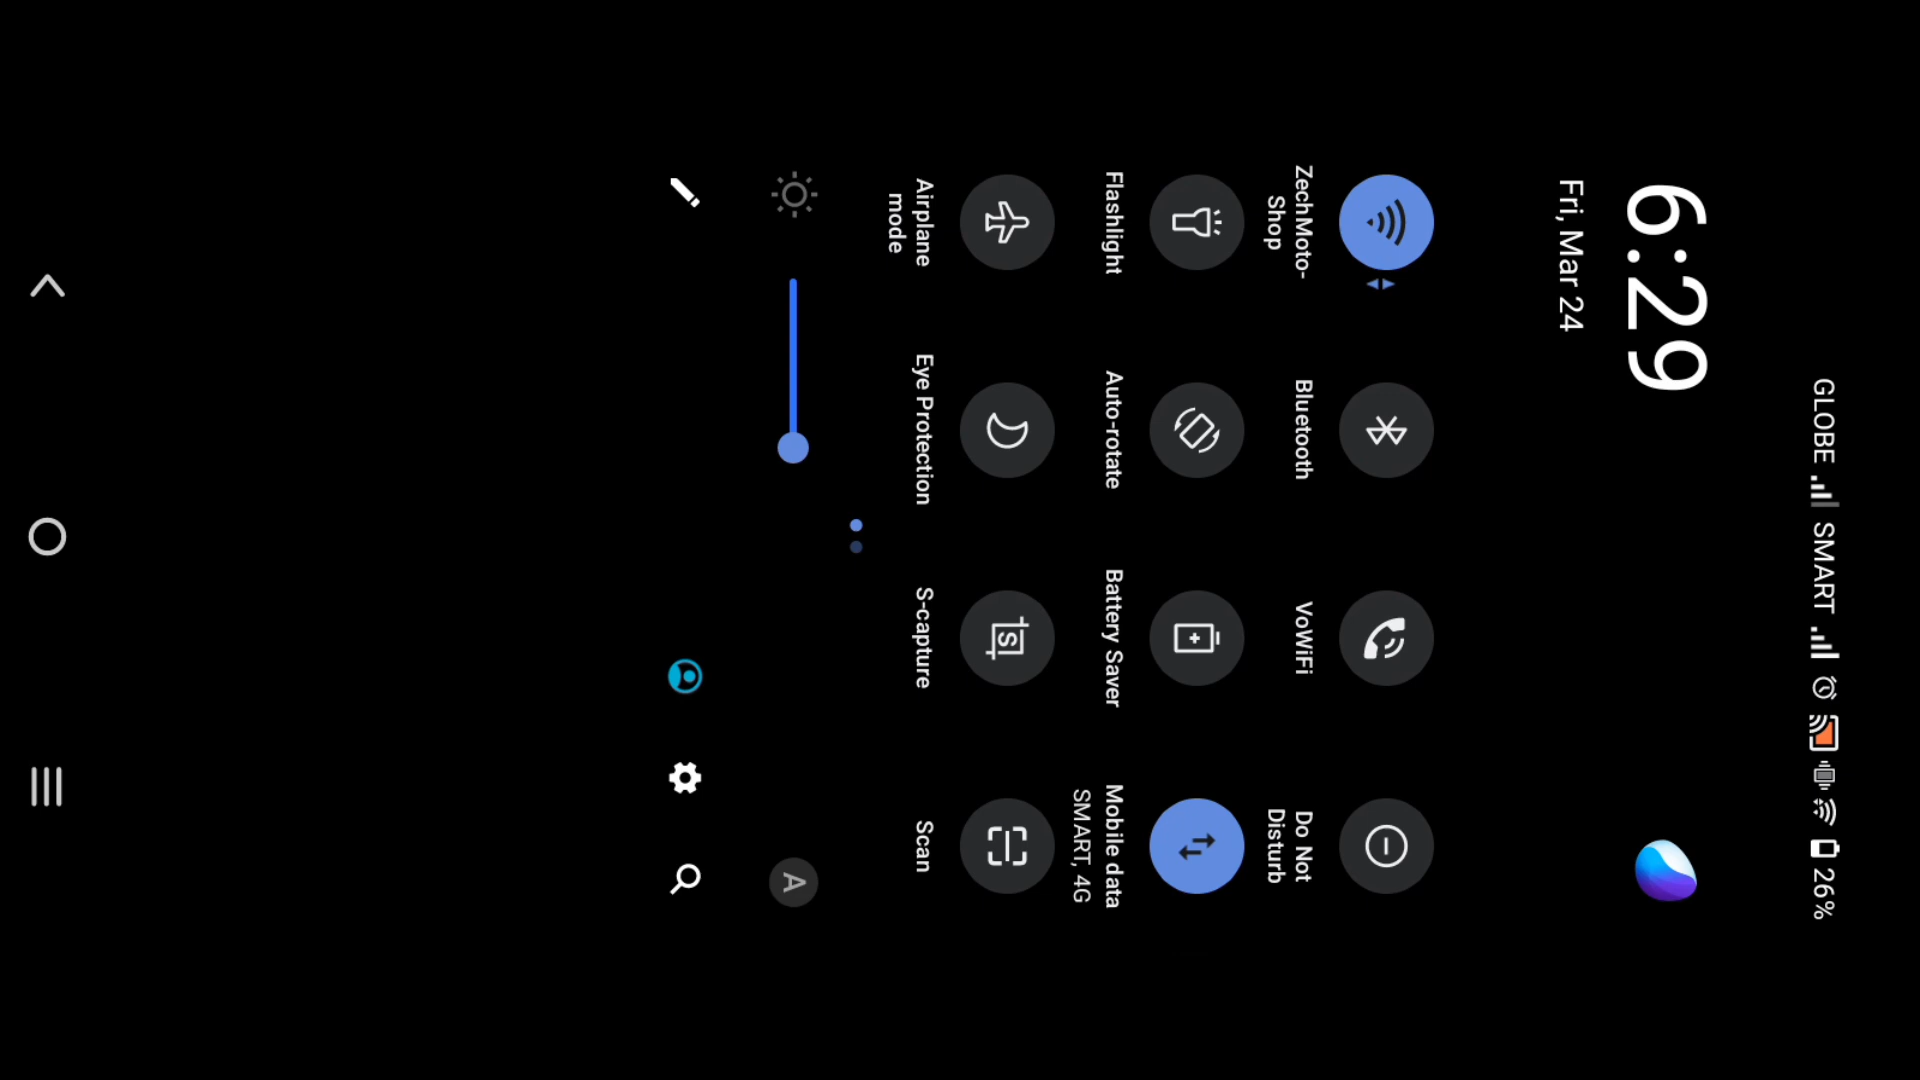 GLOBE SMART 26%
6:29
Fri, Mar 24
ZechMoto-
Shop
Bluetooth
VoWiFi
Do Not
Disturb
Flashlight
Auto-rotate
Battery Saver
Mobile data
SMART, 4G
Airplane
mode
Eye Protection
S-capture
Scan
S
A